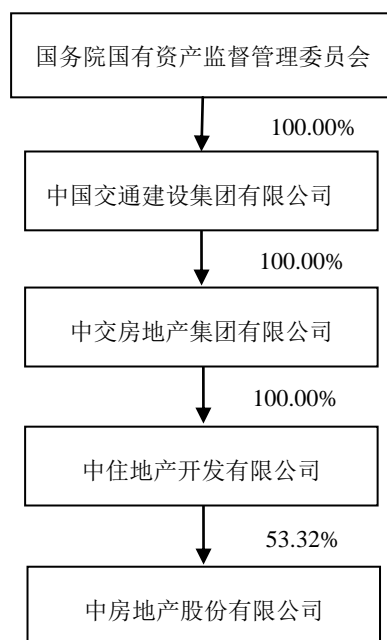 国务院国有资产监督管理委员会
100.00%
中国交通建设集团有限公司
100.00%
中交房地产集团有限公司
100.00%
中住地产开发有限公司
53.32%
中房地产股份有限公司